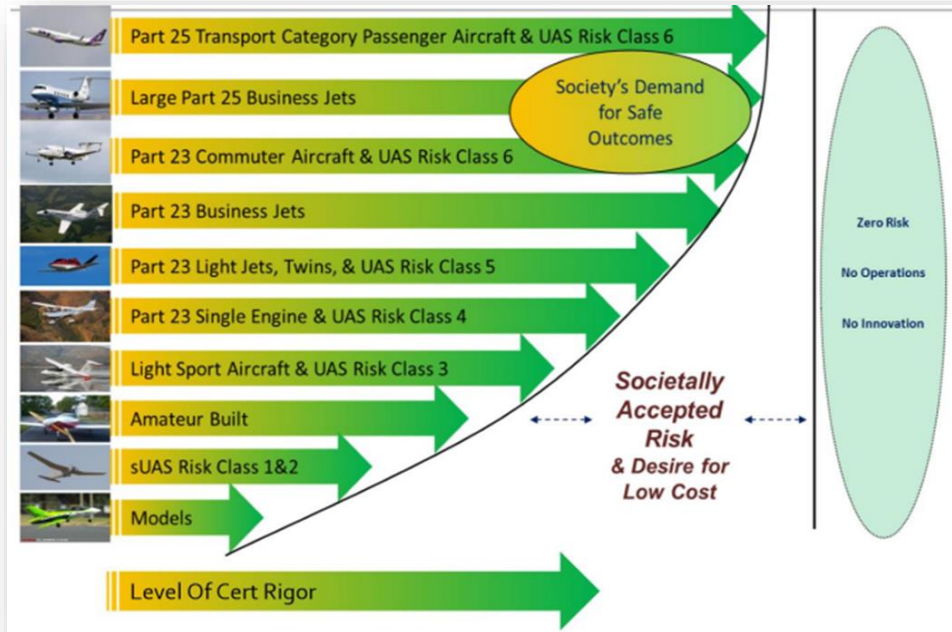 Part 25 Transport Category Passenger Aircraft & UAS Risk Class 6
Large Part 25 Business Jets
Society's Demand
for Safe
Outcomes
Part 23 Commuter Aircraft & UAS Risk Class 6
Part 23 Business Jets
Part 23 Light Jets, Twins, & UAS Risk Class 5
Part 23 Single Engine & UAS Risk Class 4
Light Sport Aircraft & UAS Risk Class 3
Amateur Built
sUAS Risk Class 1&2
Models
Societally
Accepted
Risk
& Desire for
Low Cost
Zero Risk
No Operations
No Innovation
Level Of Cert Rigor